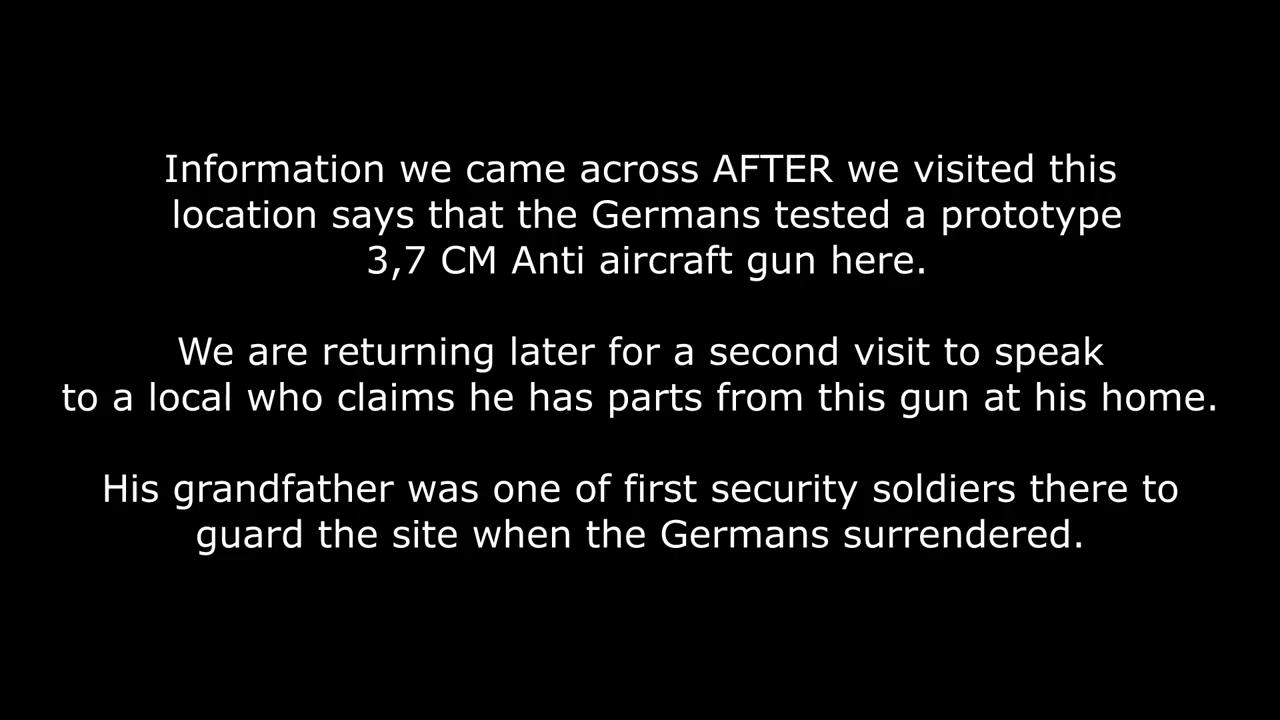 Information we came across AFTER we visited this
location says that the Germans tested a prototype
3,7 CM Anti aircraft gun here.
We are returning later for a second visit to speak
to a local who claims he has parts from this gun at his home.
His grandfather was one of first security soldiers there to
guard the site when the Germans surrendered.